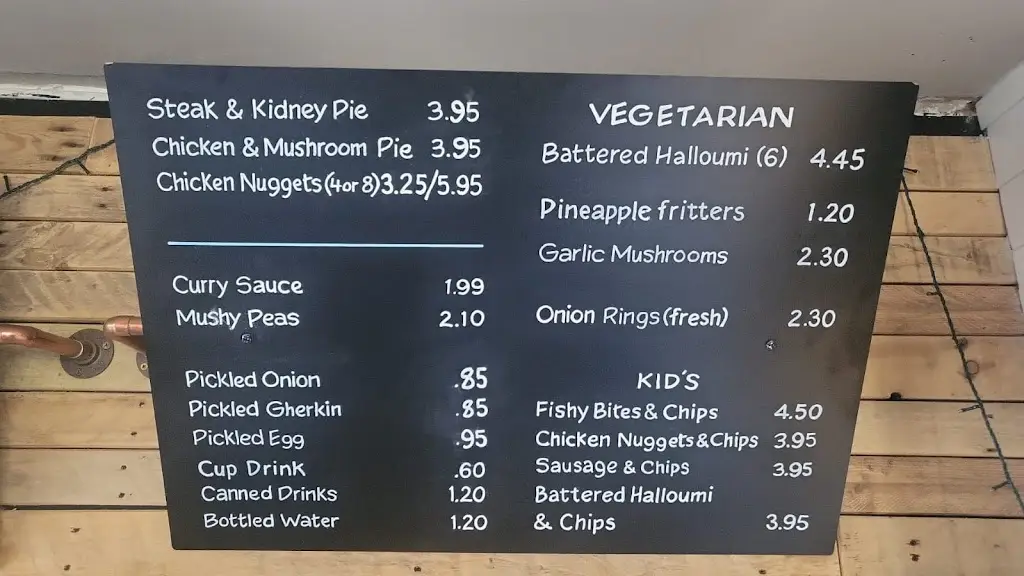 Steak & Kidney Pie 3.95
Chicken & Mushroom Pie 3.95
Chicken Nuggets (4 or 8) 3.25/5.95
Curry Sauce 1.99
Mushy Peas 2.10
Pickled Onion .85
Pickled Gherkin .85
Pickled Egg .95
Cup Drink .60
Canned Drinks 1.20
Bottled Water 1.20
VEGETARIAN
Battered Halloumi (6) 4.45
Pineapple fritters 1.20
Garlic Mushrooms 2.30
Onion Rings (fresh) 2.30
KID'S
Fishy Bites & Chips 4.50
Chicken Nuggets & Chips 3.95
Sausage & Chips 3.95
Battered Halloumi
& Chips 3.95